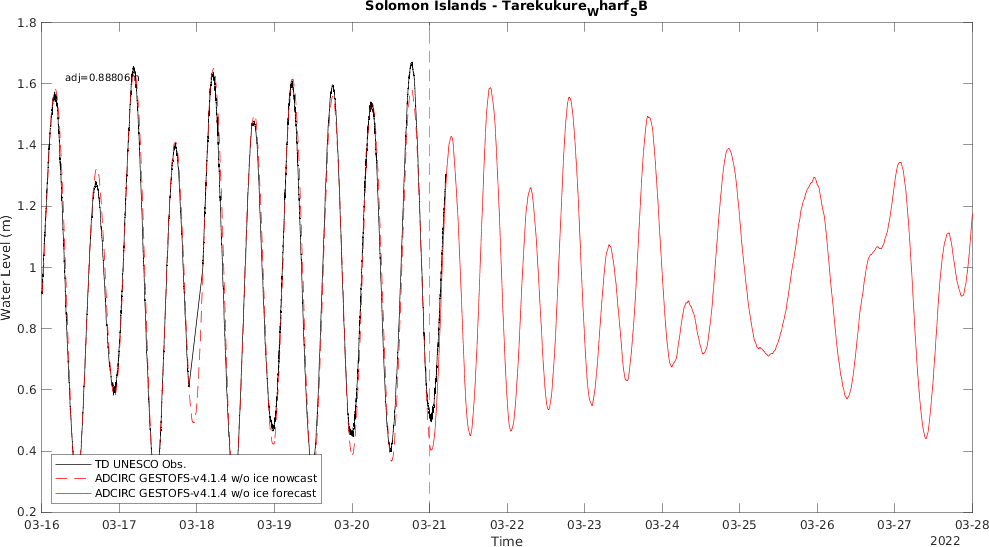 Solomon Islands - TarekukureWharfSB
1.8
1.6
1.4
1.2
1
0.8
0.6
0.4
0.2
Water Level (m)
adj=0.88806m
TD UNESCO Obs.
ADCIRC GESTOFS-v4.1.4 w/o ice nowcast
ADCIRC GESTOFS-v4.1.4 w/o ice forecast
03-16 03-17 03-18 03-19 03-20 03-21 03-22 03-23 03-24 03-25 03-26 03-27 03-28
Time
2022